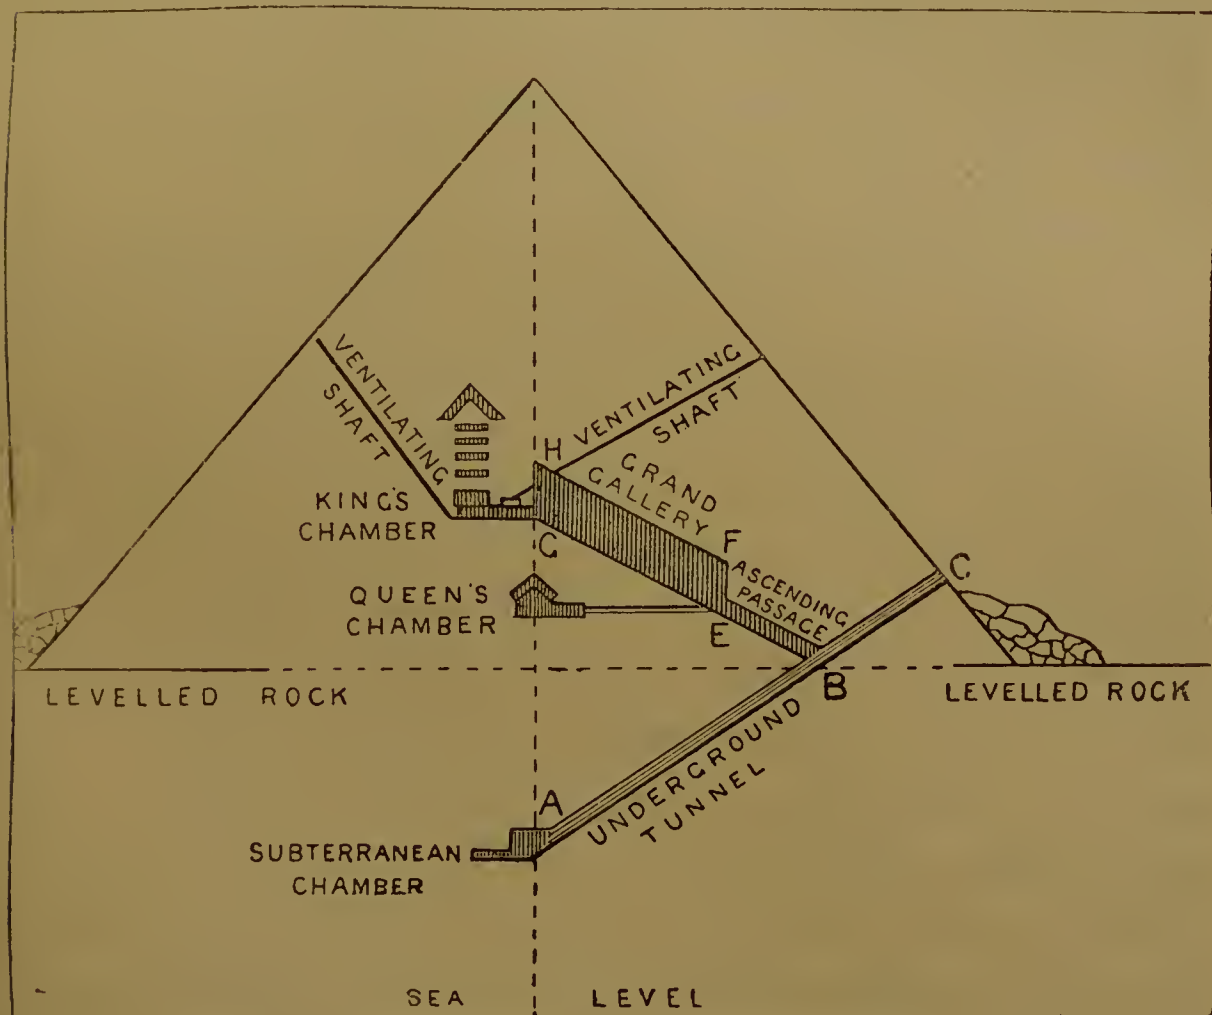 VENTILATING
SHAFT
VENTILATING
SHAFT
H
GRAND
GALLERY
KING'S
CHAMBER
G
F
ASCENDING
PASSAGE
C
QUEEN'S
CHAMBER
E
B
LEVELLED ROCK
LEVELLED ROCK
UNDERGROUND
TUNNEL
A
SUBTERRANEAN
CHAMBER
SEA LEVEL